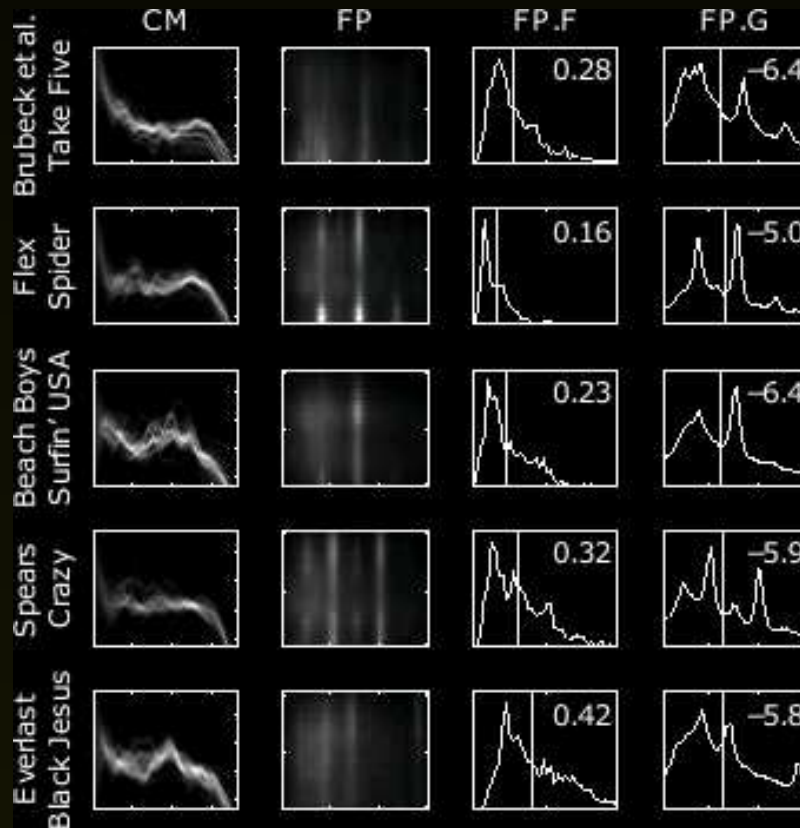 CM FP FP.F FP.G
Brubeck et al.
Take Five
0.28 −6.4
Flex
Spider
0.16 −5.0
Beach Boys
Surfin' USA
0.23 −6.4
Spears
Crazy
0.32 −5.9
Everlast
Black Jesus
0.42 −5.8